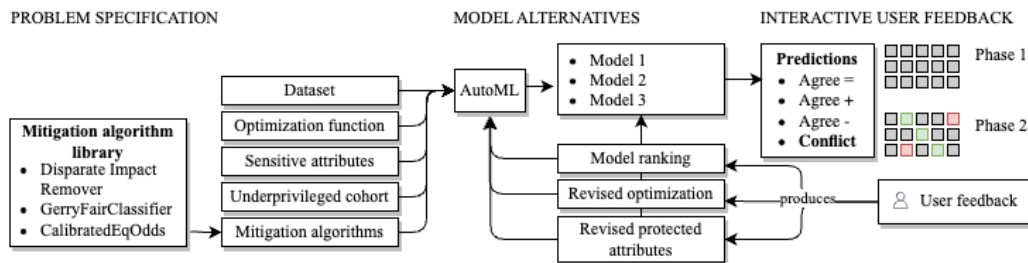 PROBLEM SPECIFICATION
MODEL ALTERNATIVES
INTERACTIVE USER FEEDBACK
Mitigation algorithm
library
• Disparate Impact
Remover
• GerryFairClassifier
• CalibratedEqOdds
Dataset
Optimization function
Sensitive attributes
Underprivileged cohort
Mitigation algorithms
AutoML
• Model 1
• Model 2
• Model 3
Model ranking
Revised optimization
Revised protected
attributes
Predictions
• Agree =
• Agree +
• Agree -
• Conflict
Phase 1
Phase 2
produces
User feedback